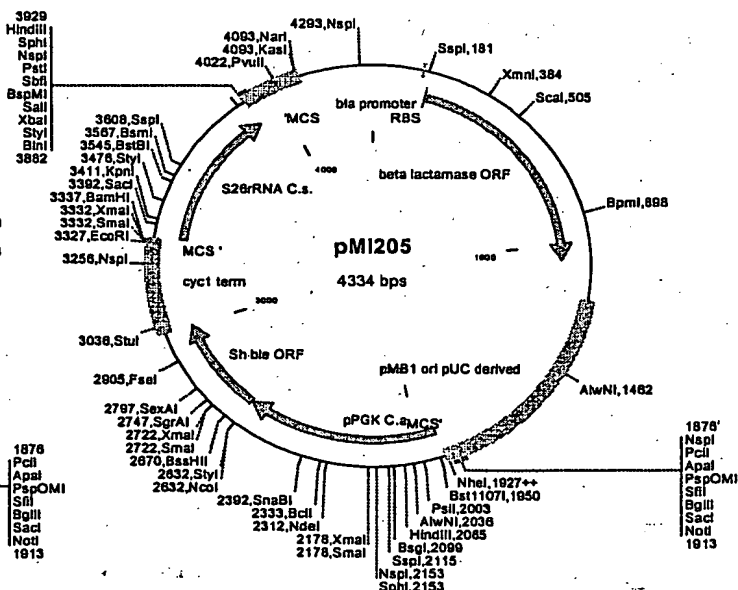 3929
HindIII
SphI
NspI
PstI
SbfI
BspMI
SalI
XbaI
StyI
BlnI
3882
4293,NspI
4093,NarI
4093,KasI
4022,PvuII
SspI,181
XmnI,384
ScaI,505
BpmI,898
AlwNI,1462
3608,SspI
3567,BsmI
3545,BstBI
3476,StyI
3411,KpnI
3392,SacI
3337,BamHI
3332,XmaI
3332,SmaI
3327,EcoRI
3256,NspI
3036,StuI
2905,FseI
2797,SexAI
2747,SgrAI
2722,XmaI
2722,SmaI
2670,BssHII
2632,StyI
2632,NcoI
2392,SnaBI
2333,BclI
2312,NdeI
2178,XmaI
2178,SmaI
SphI,2153
NspI,2153
SspI,2115
BsgI,2099
HindIII,2065
AlwNI,2036
PsiI,2003
Bst1107I,1950
NheI,1927++
'MCS
bla promoter
RBS
4000
S26rRNA C.s.
beta lactamase ORF
MCS'
pMI205
4334 bps
cyc1 term
3000
Sh-ble ORF
pMB1 ori pUC derived
pPGK C.a
MCS'
1876
PciI
ApaI
PspOMI
SfiI
BglII
SacI
NotI
1913
1876'
NspI
PciI
ApaI
PspOMI
SfiI
BglII
SacI
NotI
1913